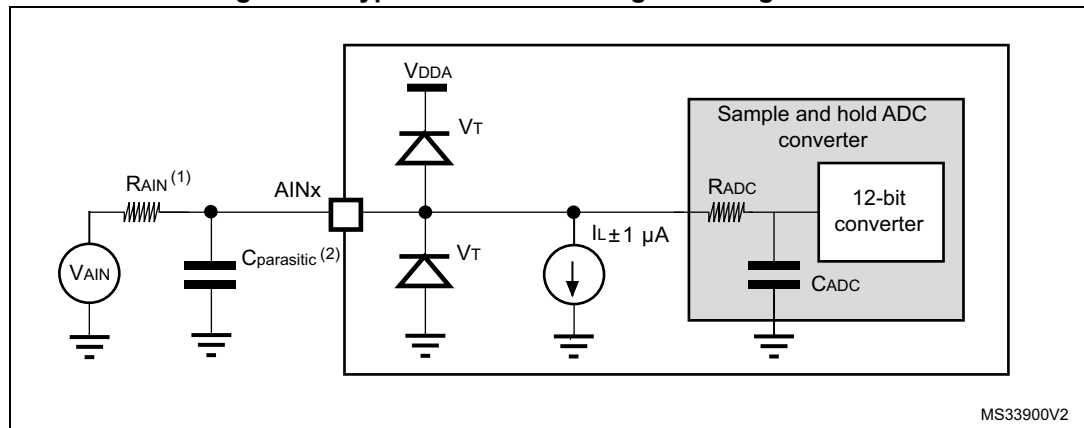 VDDA
Sample and hold ADC
converter
VT
RAIN (1)
AINx
RADC
12-bit
converter
IL±1 µA
VT
Cparasitic (2)
VAIN
CADC
MS33900V2